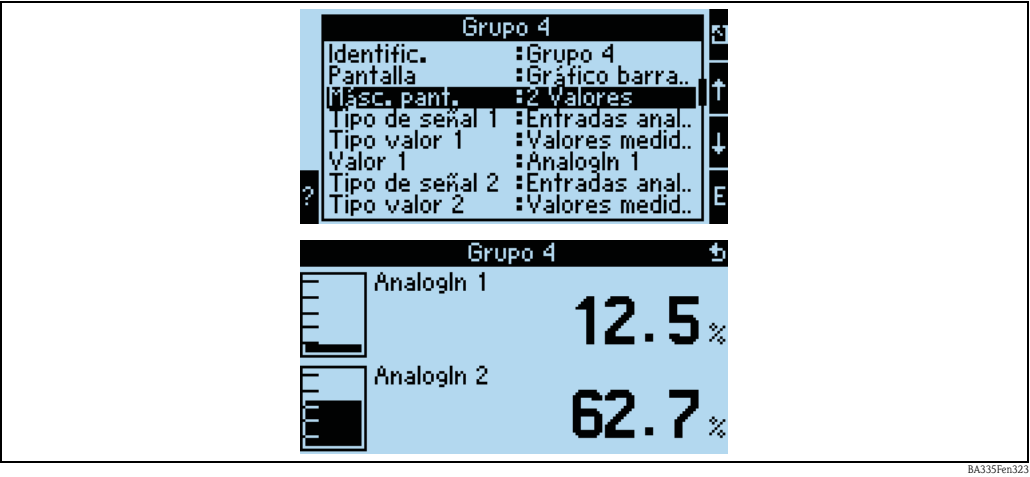 Grupo 4
Identific. :Grupo 4
Pantalla :Gráfico barra..
Másc. pant. :2 Valores
Tipo de señal 1 :Entradas anal..
Tipo valor 1 :Valores medid..
Valor 1 :AnalogIn 1
Tipo de señal 2 :Entradas anal..
? Tipo valor 2 :Valores medid.. E
Grupo 4
AnalogIn 1
12.5 %
AnalogIn 2
62.7 %
BA335Fen323